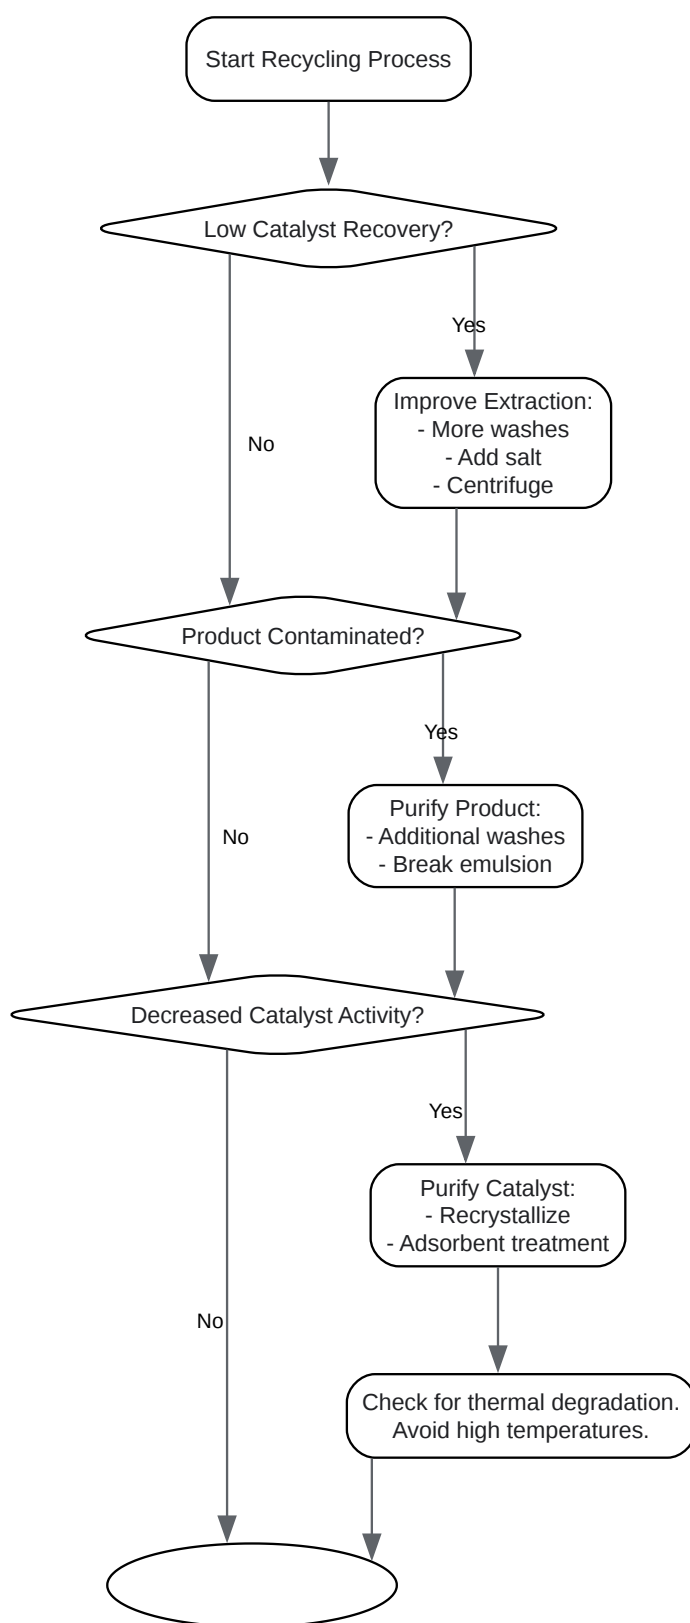 Start Recycling Process
Low Catalyst Recovery?
Yes
Improve Extraction:
- More washes
- Add salt
- Centrifuge
No
Product Contaminated?
Yes
Purify Product:
- Additional washes
- Break emulsion
No
Decreased Catalyst Activity?
Yes
Purify Catalyst:
- Recrystallize
- Adsorbent treatment
No
Check for thermal degradation.
Avoid high temperatures.